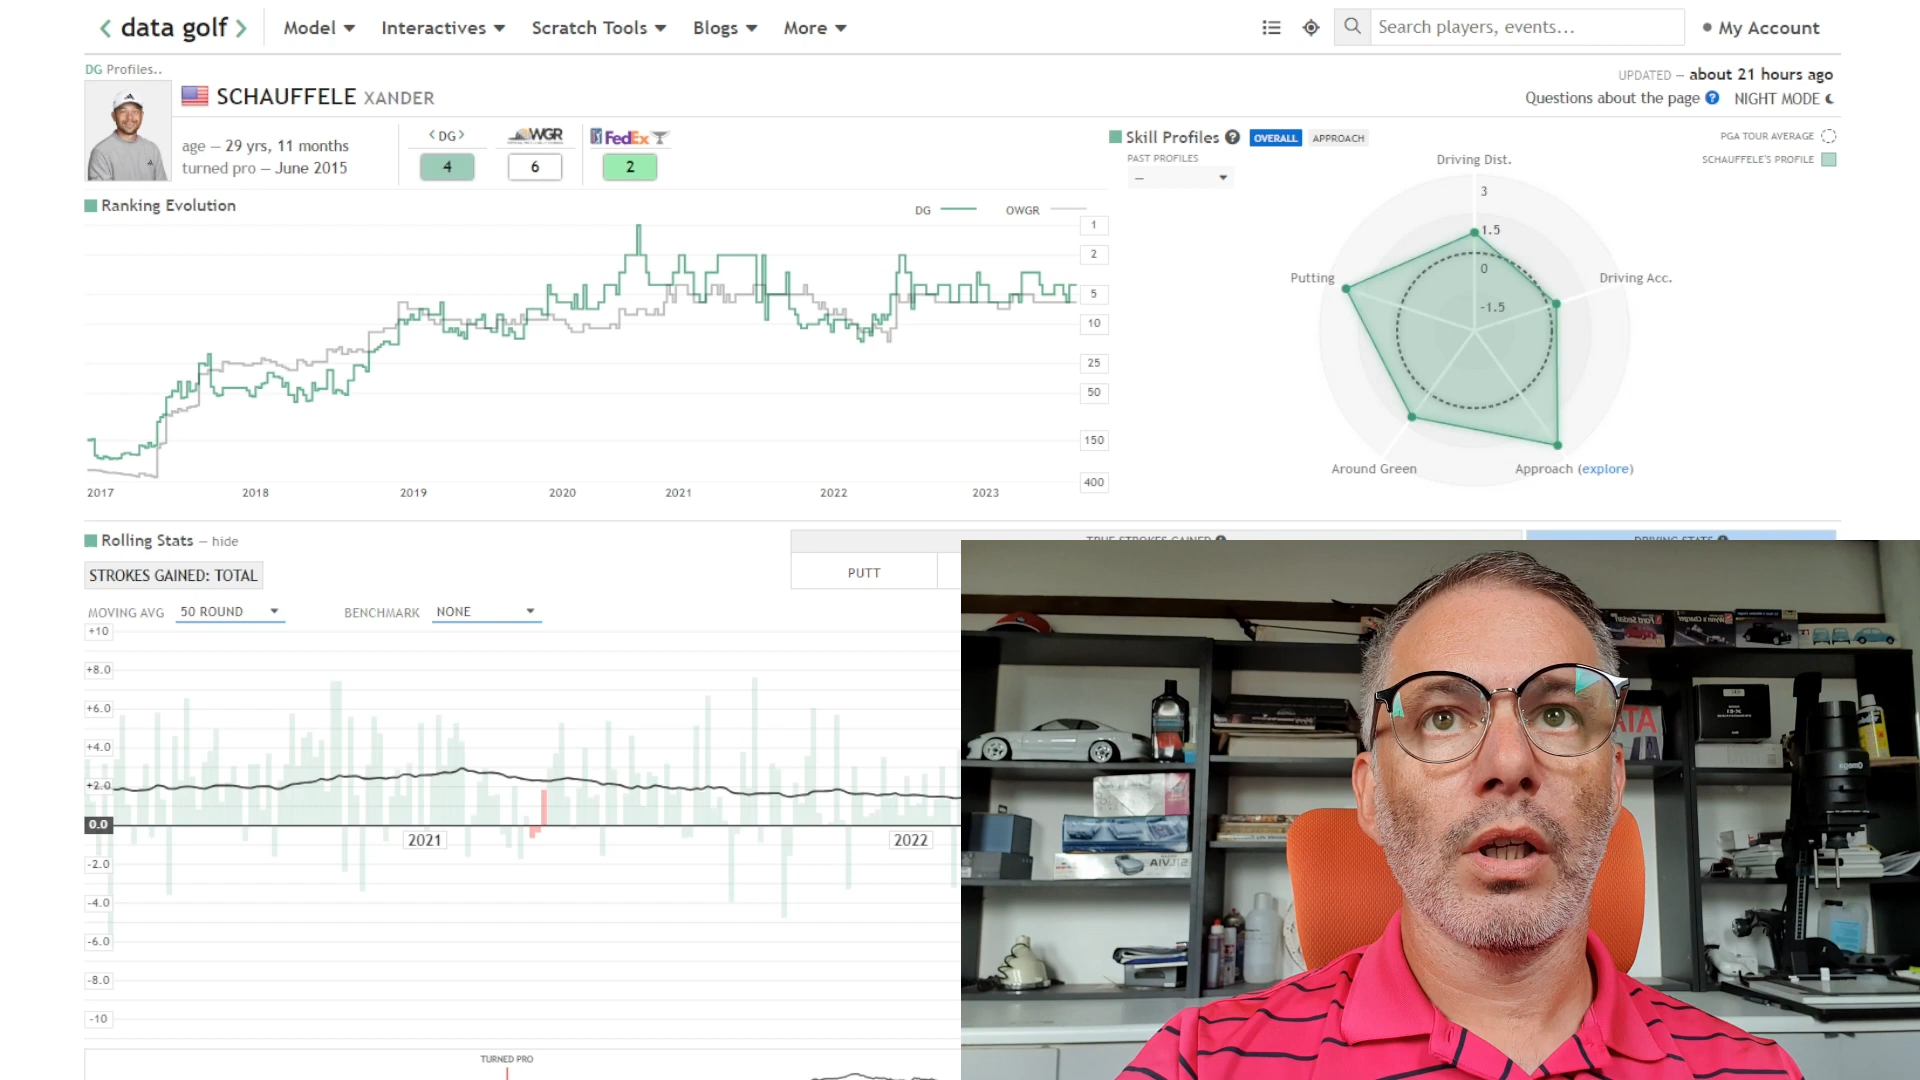 data golf
Model
Interactives
Scratch Tools
Blogs
More
Search players, events...
My Account
DG Profiles..
UPDATED — about 21 hours ago
SCHAUFFELE XANDER
Questions about the page ?
NIGHT MODE
age — 29 yrs, 11 months
turned pro — June 2015
DG
4
OWGR
6
FedEx
2
Skill Profiles ?
OVERALL
APPROACH
PGA TOUR AVERAGE
SCHAUFFELE'S PROFILE
PAST PROFILES
—
Ranking Evolution
DG
OWGR
1
2
5
10
25
50
150
400
2017
2018
2019
2020
2021
2022
2023
Driving Dist.
3
1.5
0
-1.5
Putting
Driving Acc.
Around Green
Approach (explore)
Rolling Stats — hide
TRUE STROKES GAINED
DRIVING STATS
PUTT
STROKES GAINED: TOTAL
MOVING AVG
50 ROUND
BENCHMARK
NONE
+10
+8.0
+6.0
+4.0
+2.0
0.0
-2.0
-4.0
-6.0
-8.0
-10
2021
2022
TURNED PRO